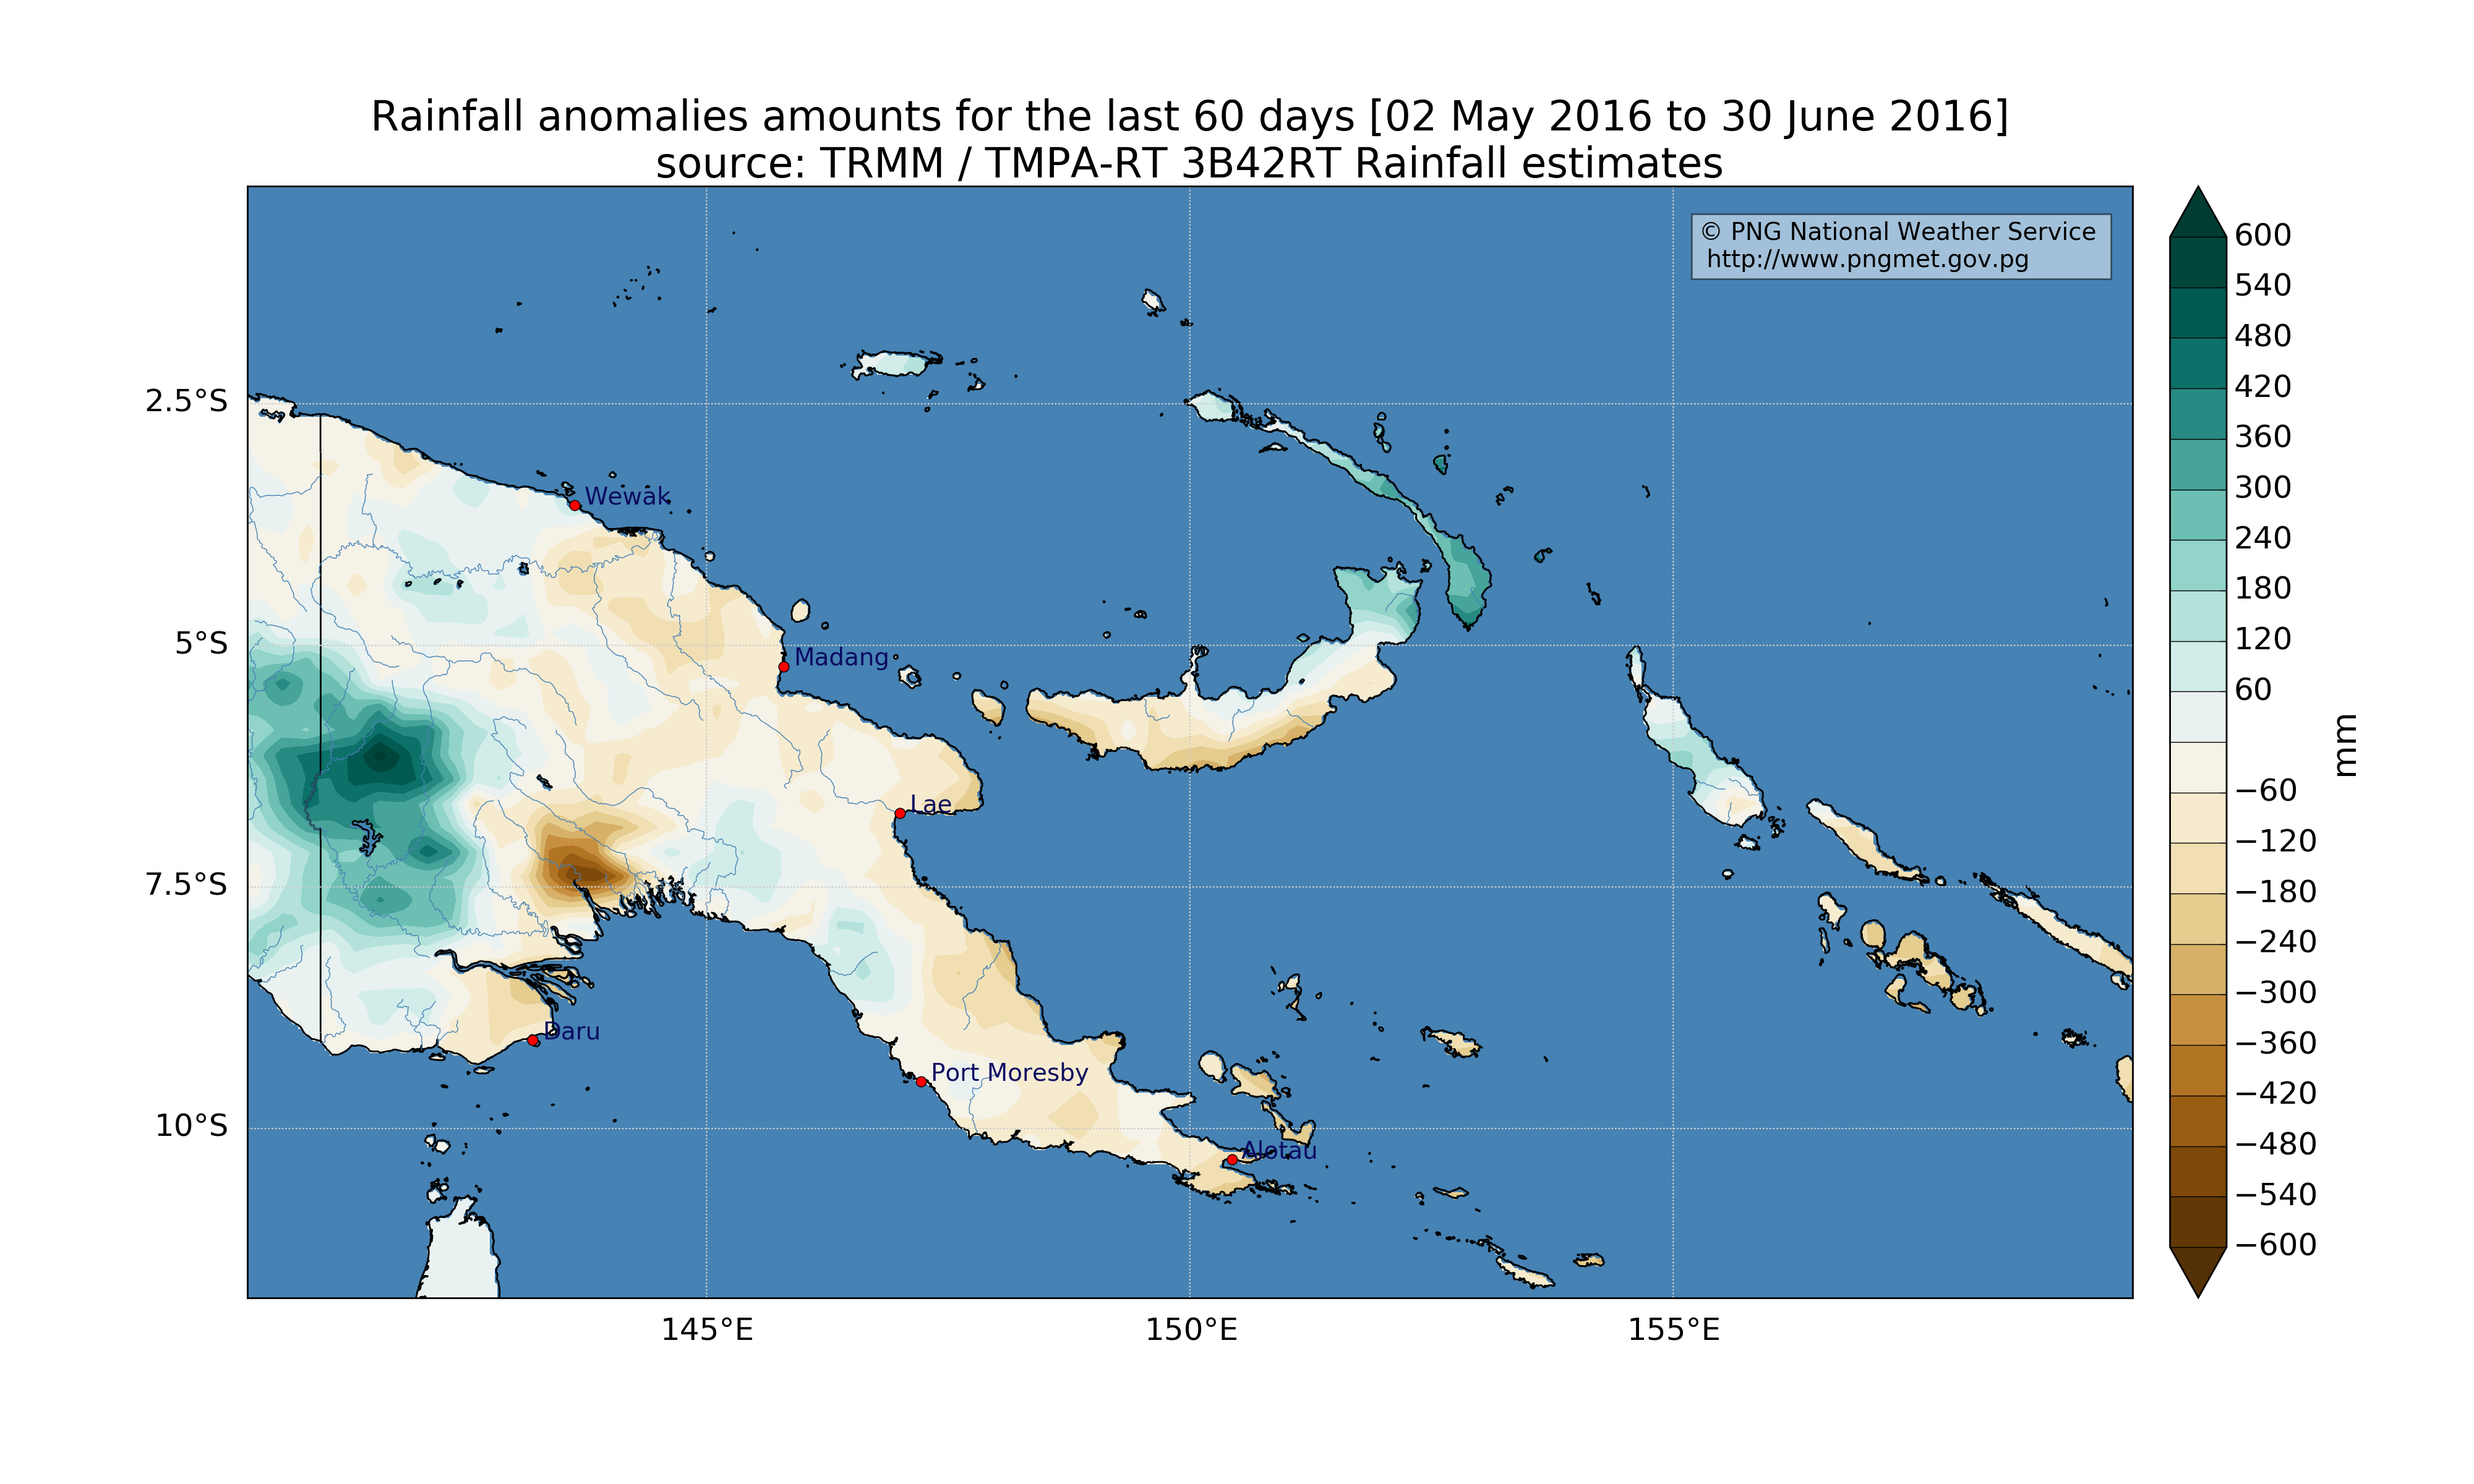 Rainfall anomalies amounts for the last 60 days [02 May 2016 to 30 June 2016]
source: TRMM / TMPA-RT 3B42RT Rainfall estimates
© PNG National Weather Service
http://www.pngmet.gov.pg
2.5°S
5°S
7.5°S
10°S
145°E
150°E
155°E
Wewak
Madang
Lae
Daru
Port Moresby
Alotau
600
540
480
420
360
300
240
180
120
60
−60
−120
−180
−240
−300
−360
−420
−480
−540
−600
mm